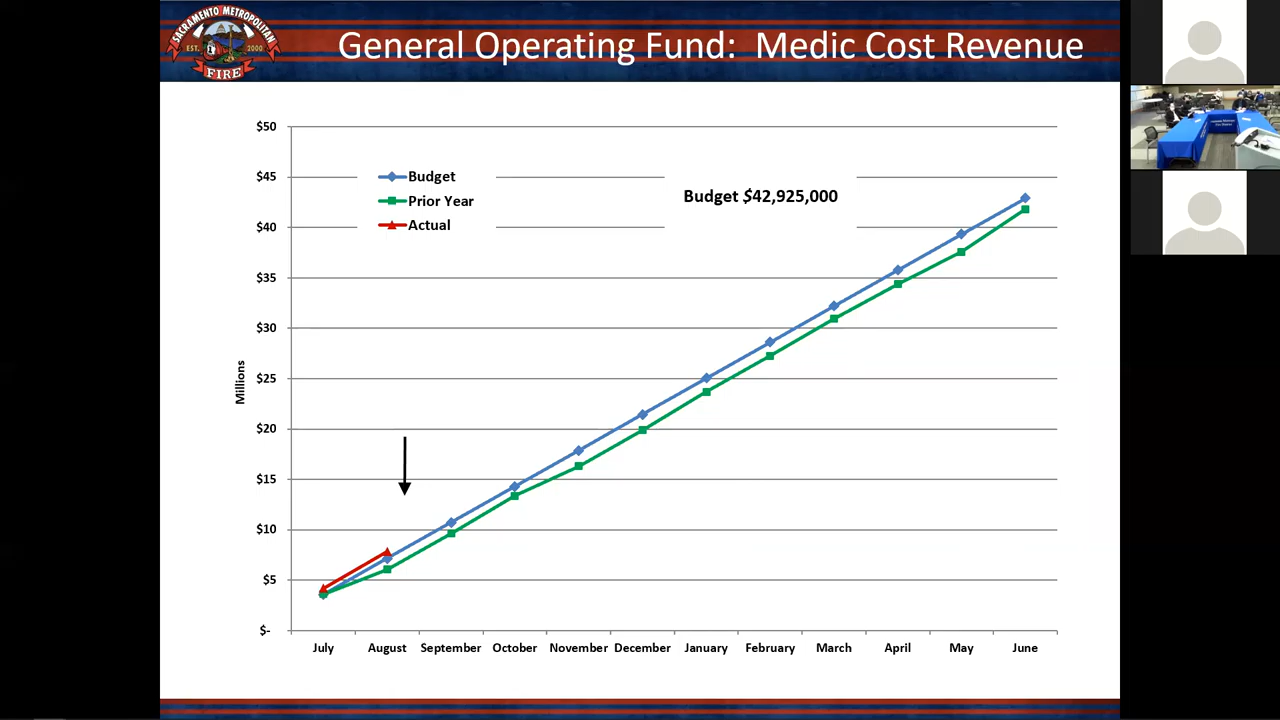 SACRAMENTO METROPOLITAN
EST. 2000
FIRE
General Operating Fund:  Medic Cost Revenue
$50
$45
$40
$35
$30
$25
$20
$15
$10
$5
$-
Millions
Budget
Prior Year
Actual
Budget $42,925,000
July August September October November December January February March April May June